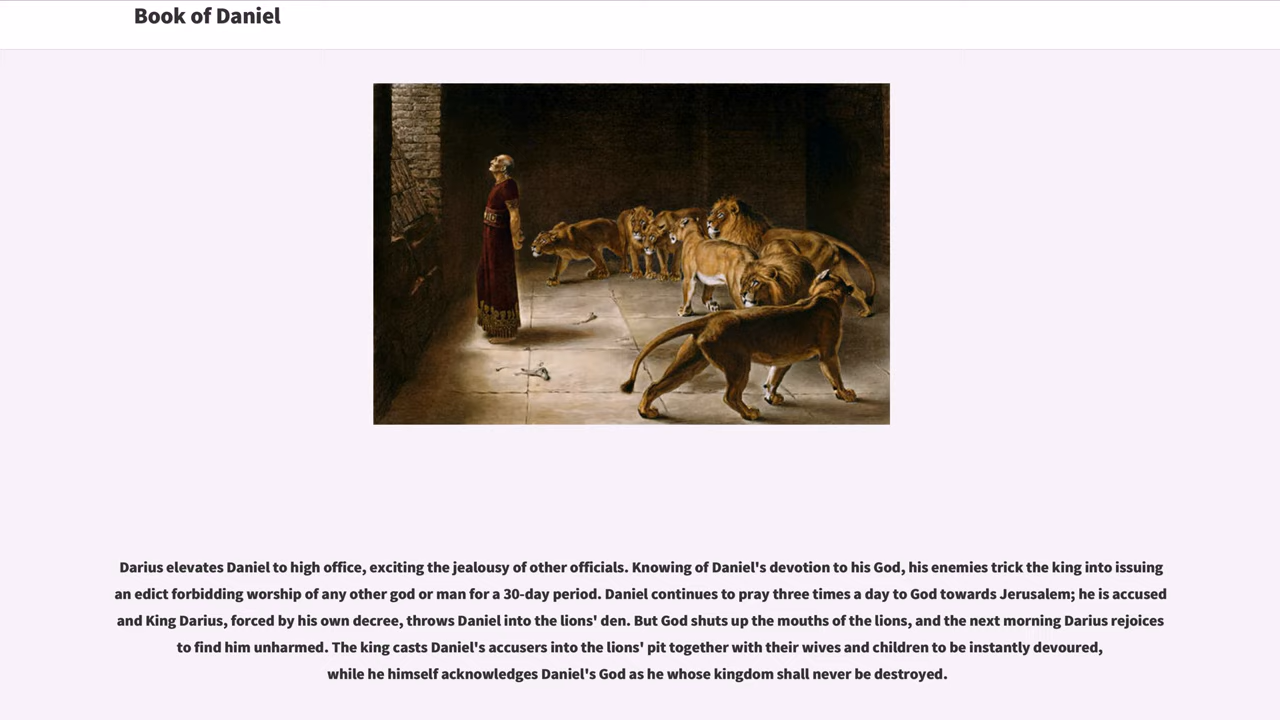 Book of Daniel
Darius elevates Daniel to high office, exciting the jealousy of other officials. Knowing of Daniel's devotion to his God, his enemies trick the king into issuing
an edict forbidding worship of any other god or man for a 30-day period. Daniel continues to pray three times a day to God towards Jerusalem; he is accused
and King Darius, forced by his own decree, throws Daniel into the lions' den. But God shuts up the mouths of the lions, and the next morning Darius rejoices
to find him unharmed. The king casts Daniel's accusers into the lions' pit together with their wives and children to be instantly devoured,
while he himself acknowledges Daniel's God as he whose kingdom shall never be destroyed.